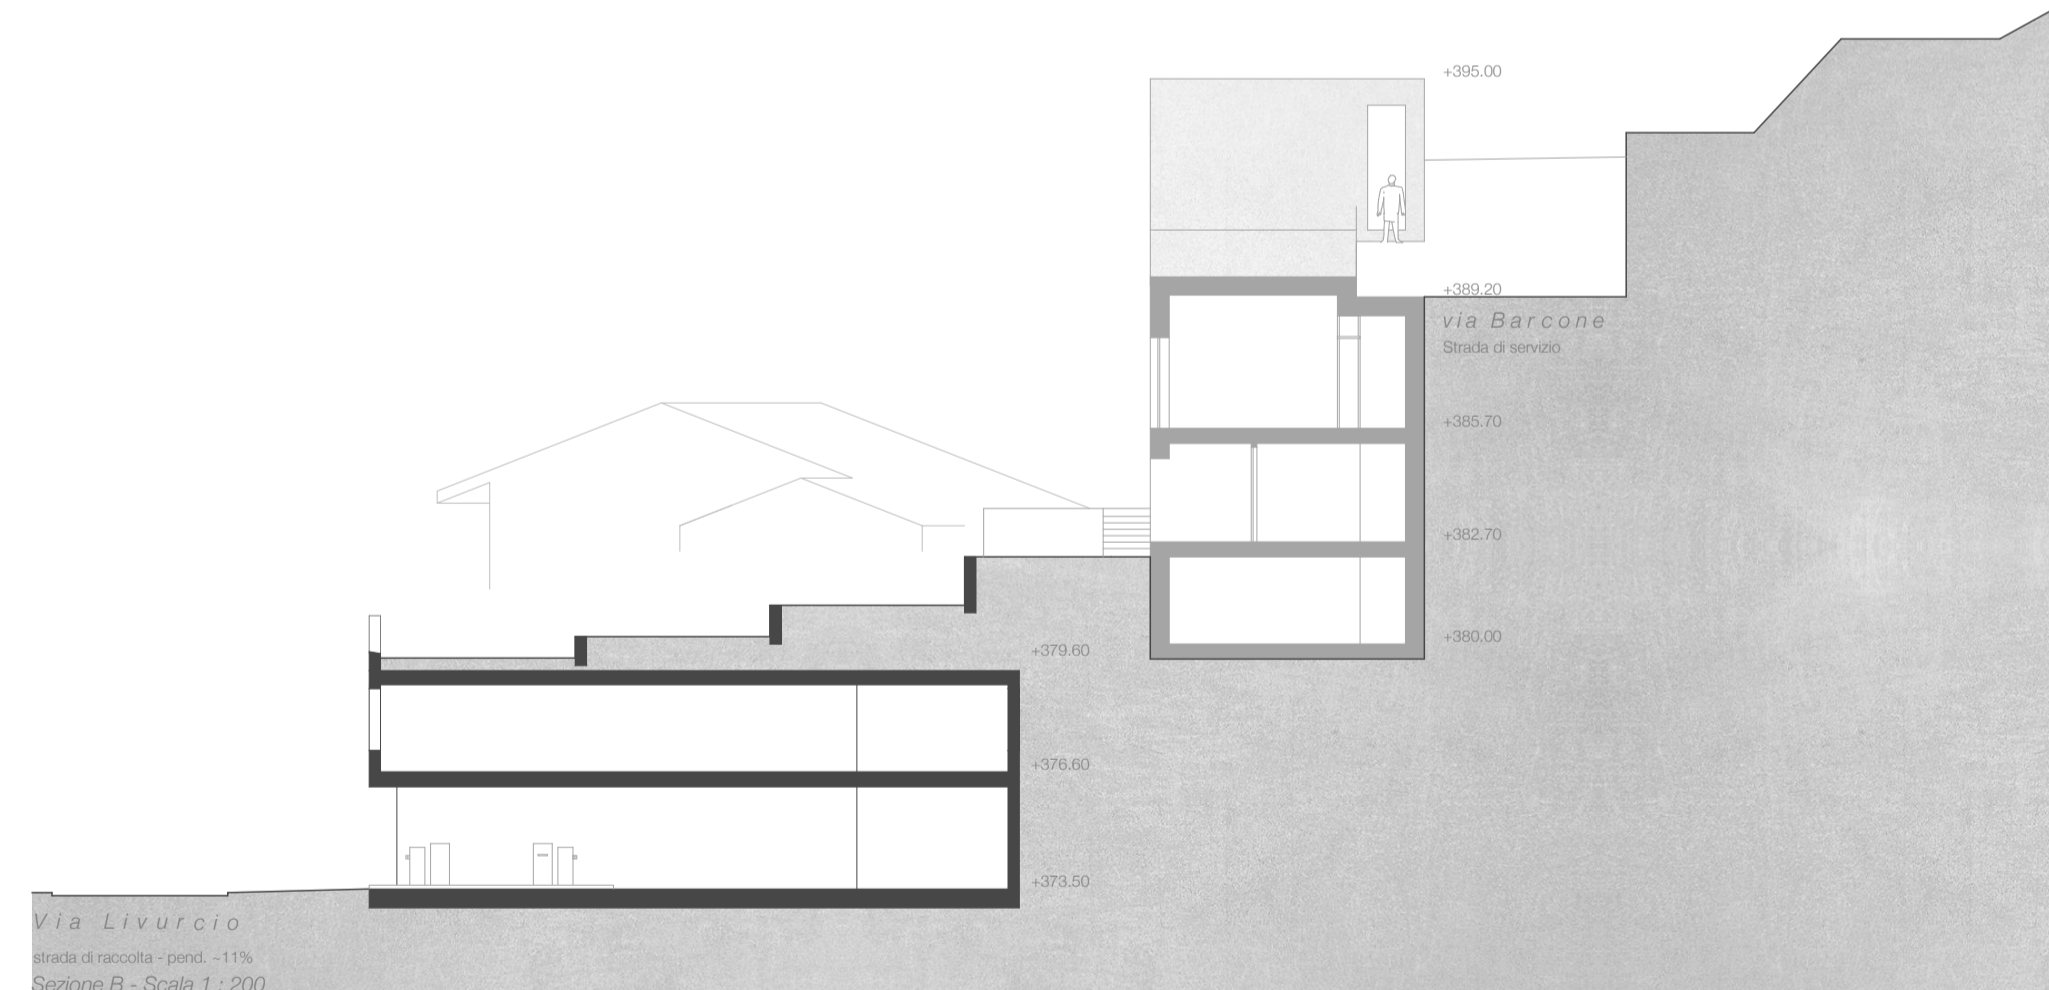 +395.00
+389.20
via Barcone
Strada di servizio
+385.70
+382.70
+380.00
+379.60
+376.60
+373.50
Via Livurcio
strada di raccolta - pend. ~11%
Sezione B - Scala 1 : 200